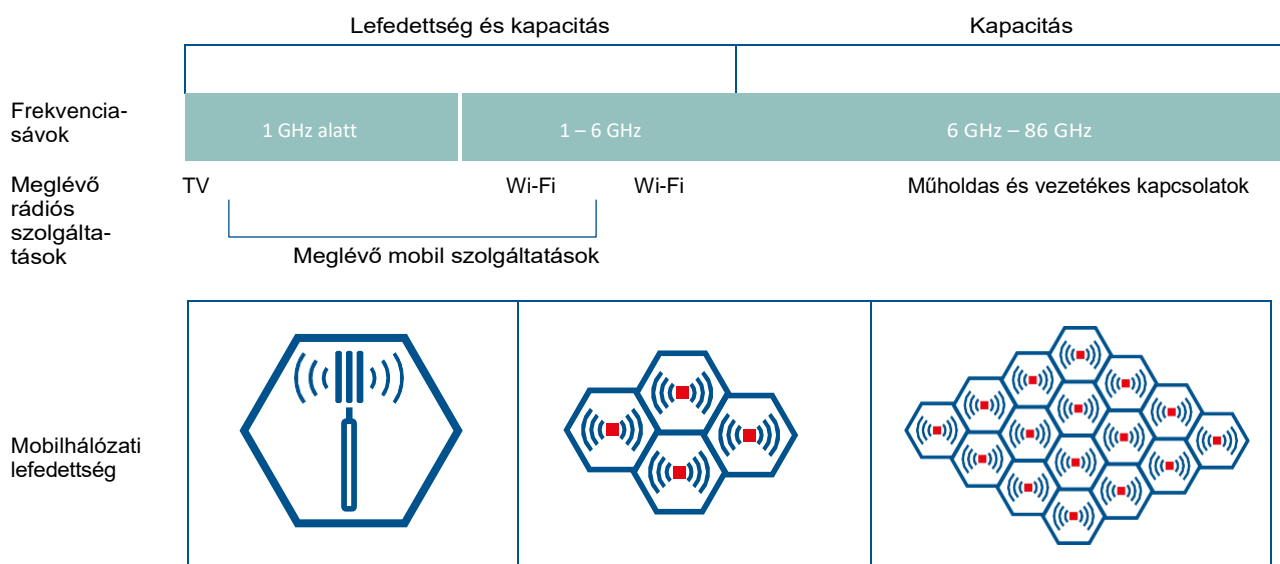 Lefedettség és kapacitás
Kapacitás
Frekvencia-
sávok
1 GHz alatt
1 – 6 GHz
6 GHz – 86 GHz
Meglévő
rádiós
szolgálta-
tások
TV
Wi-Fi
Wi-Fi
Műholdas és vezetékes kapcsolatok
Meglévő mobil szolgáltatások
Mobilhálózati
lefedettség